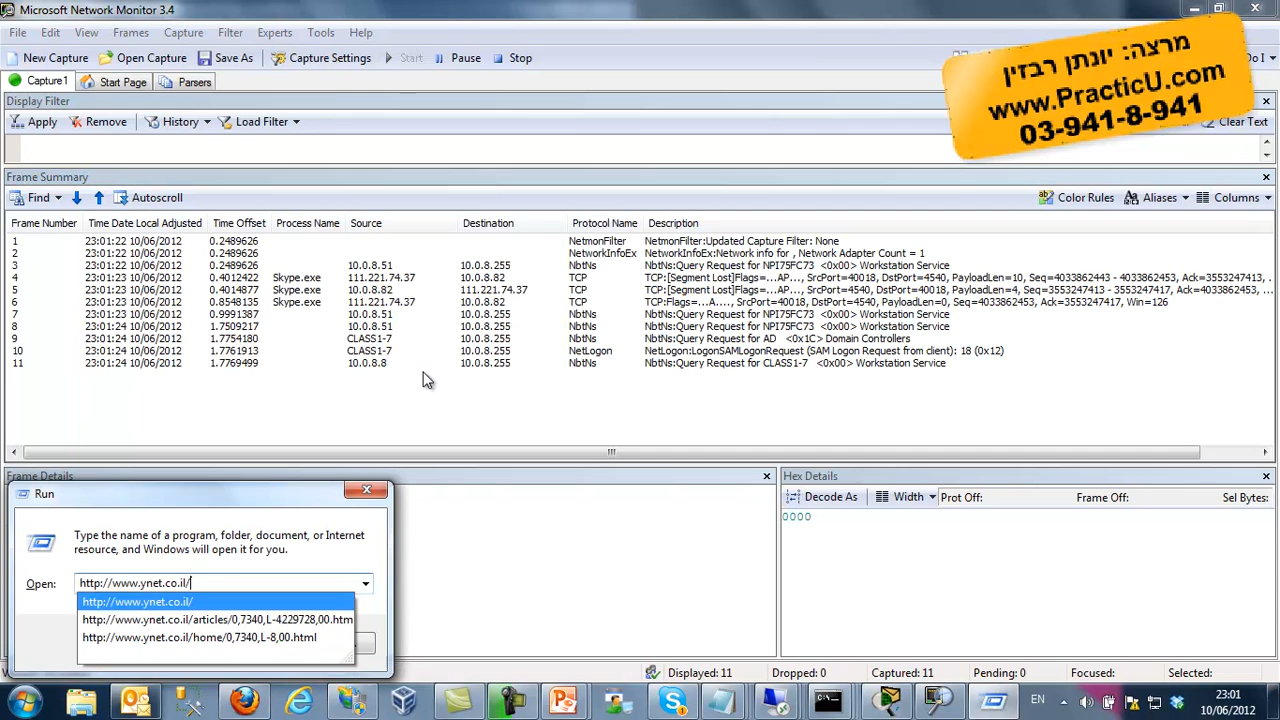 Microsoft Network Monitor 3.4
File Edit View Frames Capture Filter Experts Tools Help
New Capture Open Capture Save As Capture Settings Start Pause Stop
Capture1 Start Page Parsers
מרצה: יונתן רבזין
www.PracticU.com
03-941-8-941
Display Filter
Apply Remove History Load Filter Clear Text
Frame Summary
Find Autoscroll Color Rules Aliases Columns
Frame Number Time Date Local Adjusted Time Offset Process Name Source Destination Protocol Name Description
1 23:01:22 10/06/2012 0.2489626 NetmonFilter NetmonFilter:Updated Capture Filter: None
2 23:01:22 10/06/2012 0.2489626 NetworkInfoEx NetworkInfoEx:Network info for , Network Adapter Count = 1
3 23:01:22 10/06/2012 0.2489626 10.0.8.51 10.0.8.255 NbtNs NbtNs:Query Request for NPI75FC73 <0x00> Workstation Service
4 23:01:22 10/06/2012 0.4012422 Skype.exe 111.221.74.37 10.0.8.82 TCP TCP:[Segment Lost]Flags=...AP..., SrcPort=40018, DstPort=4540, PayloadLen=10, Seq=4033862443 - 4033862453, Ack=3553247413,
5 23:01:22 10/06/2012 0.4014877 Skype.exe 10.0.8.82 111.221.74.37 TCP TCP:[Segment Lost]Flags=...AP..., SrcPort=4540, DstPort=40018, PayloadLen=4, Seq=3553247413 - 3553247417, Ack=4033862453,
6 23:01:23 10/06/2012 0.8548135 Skype.exe 111.221.74.37 10.0.8.82 TCP TCP:Flags=...A...., SrcPort=40018, DstPort=4540, PayloadLen=0, Seq=4033862453, Ack=3553247417, Win=126
7 23:01:23 10/06/2012 0.9991387 10.0.8.51 10.0.8.255 NbtNs NbtNs:Query Request for NPI75FC73 <0x00> Workstation Service
8 23:01:24 10/06/2012 1.7509217 10.0.8.51 10.0.8.255 NbtNs NbtNs:Query Request for NPI75FC73 <0x00> Workstation Service
9 23:01:24 10/06/2012 1.7754180 CLASS1-7 10.0.8.255 NbtNs NbtNs:Query Request for AD <0x1C> Domain Controllers
10 23:01:24 10/06/2012 1.7761913 CLASS1-7 10.0.8.255 NetLogon NetLogon:LogonSAMLogonRequest (SAM Logon Request from client): 18 (0x12)
11 23:01:24 10/06/2012 1.7769499 10.0.8.8 10.0.8.255 NbtNs NbtNs:Query Request for CLASS1-7 <0x00> Workstation Service
Frame Details
Hex Details
Decode As Width Prot Off: Frame Off: Sel Bytes:
0000
Run
Type the name of a program, folder, document, or Internet
resource, and Windows will open it for you.
Open: http://www.ynet.co.il/
http://www.ynet.co.il/
http://www.ynet.co.il/articles/0,7340,L-4229728,00.htm
http://www.ynet.co.il/home/0,7340,L-8,00.html
Displayed: 11 Dropped: 0 Captured: 11 Pending: 0 Focused: Selected:
EN
23:01
10/06/2012